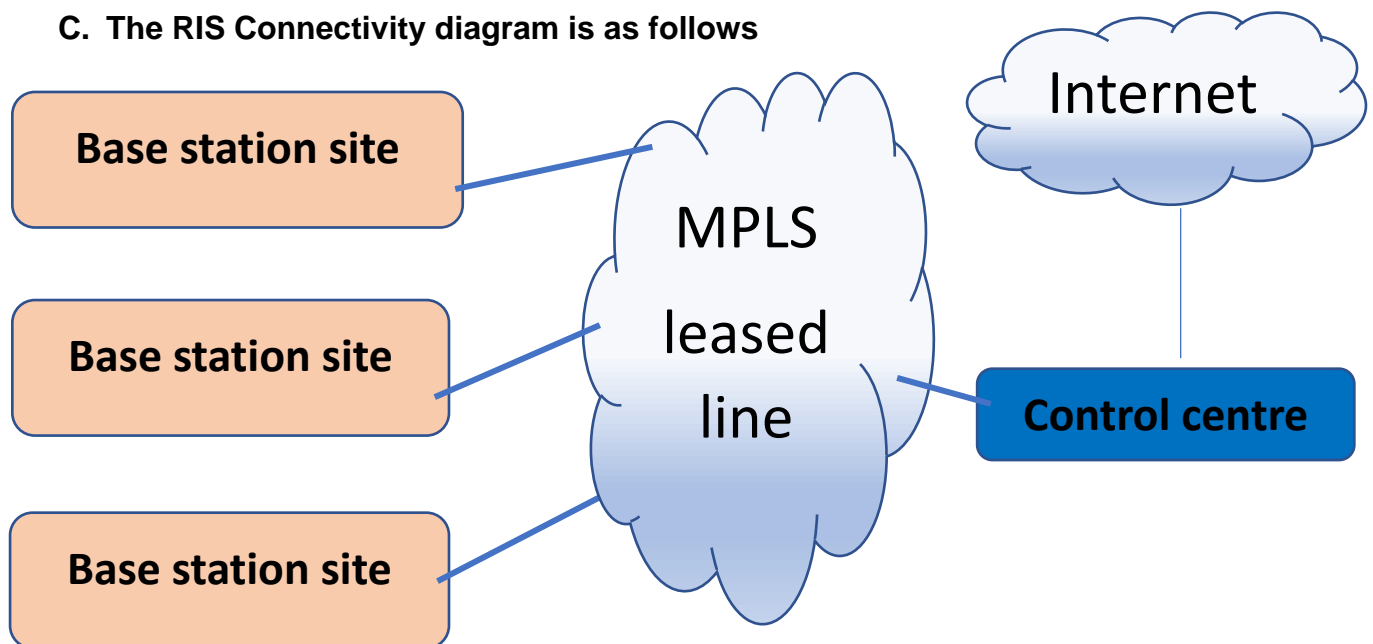 C. The RIS Connectivity diagram is as follows
Base station site
Base station site
Base station site
MPLS
leased
line
Internet
Control centre